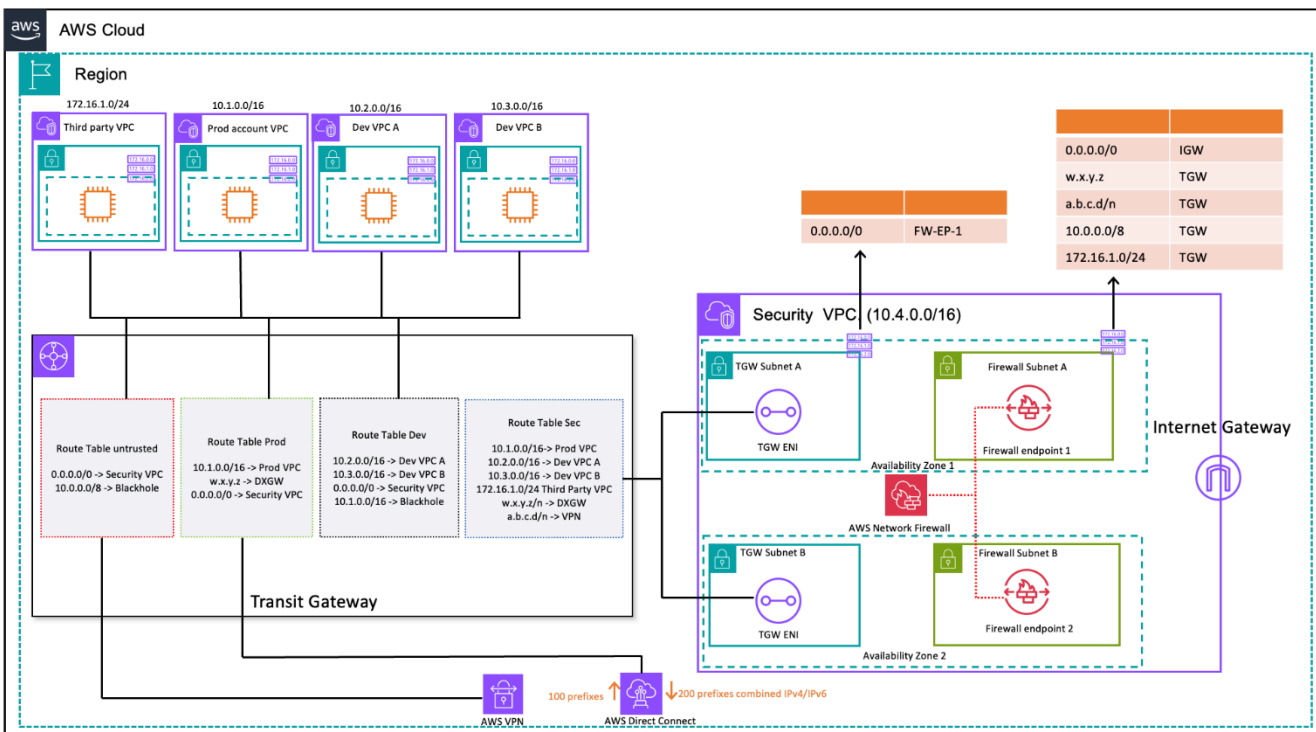 aws
AWS Cloud
Region
172.16.1.0/24
10.1.0.0/16
10.2.0.0/16
10.3.0.0/16
Third party VPC
Prod account VPC
Dev VPC A
Dev VPC B
0.0.0.0/0 IGW
w.x.y.z TGW
a.b.c.d/n TGW
10.0.0.0/8 TGW
172.16.1.0/24 TGW
0.0.0.0/0 FW-EP-1
Security VPC. (10.4.0.0/16)
TGW Subnet A
TGW ENI
Firewall Subnet A
Firewall endpoint 1
Availability Zone 1
Internet Gateway
AWS Network Firewall
TGW Subnet B
TGW ENI
Firewall Subnet B
Firewall endpoint 2
Availability Zone 2
Route Table untrusted
0.0.0.0/0 -> Security VPC
10.0.0.0/8 -> Blackhole
Route Table Prod
10.1.0.0/16 -> Prod VPC
w.x.y.z -> DXGW
0.0.0.0/0 -> Security VPC
Route Table Dev
10.2.0.0/16 -> Dev VPC A
10.3.0.0/16 -> Dev VPC B
0.0.0.0/0 -> Security VPC
10.1.0.0/16 -> Blackhole
Route Table Sec
10.1.0.0/16-> Prod VPC
10.2.0.0/16 -> Dev VPC A
10.3.0.0/16 -> Dev VPC B
172.16.1.0/24 Third Party VPC
w.x.y.z/n -> DXGW
a.b.c.d/n -> VPN
Transit Gateway
AWS VPN
100 prefixes
200 prefixes combined IPv4/IPv6
AWS Direct Connect